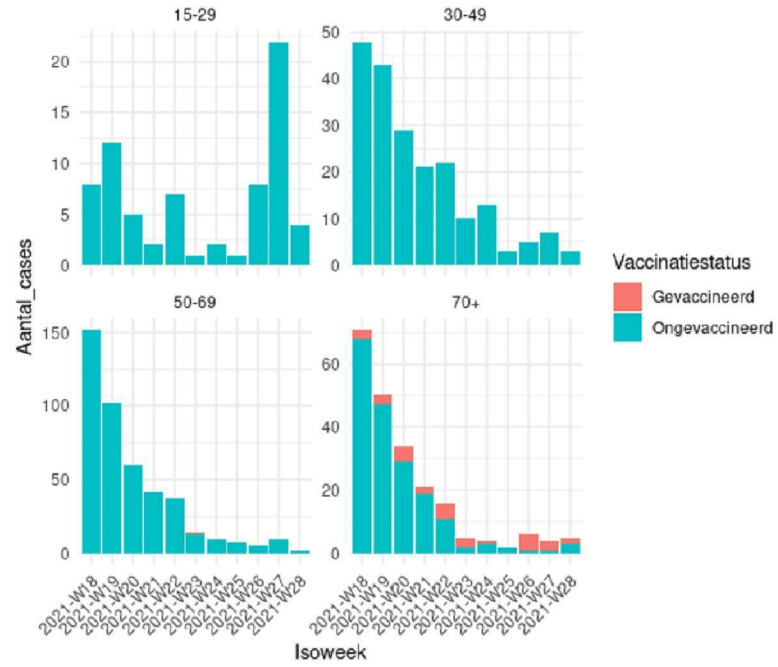 15-29
30-49
20
15
10
5
0
50
40
30
20
10
0
Aantal_cases
50-69
70+
150
100
50
0
60
40
20
0
2021-W18
2021-W19
2021-W20
2021-W21
2021-W22
2021-W23
2021-W24
2021-W25
2021-W26
2021-W27
2021-W28
2021-W18
2021-W19
2021-W20
2021-W21
2021-W22
2021-W23
2021-W24
2021-W25
2021-W26
2021-W27
2021-W28
Isoweek
Vaccinatiestatus
Gevaccineerd
Ongevaccineerd